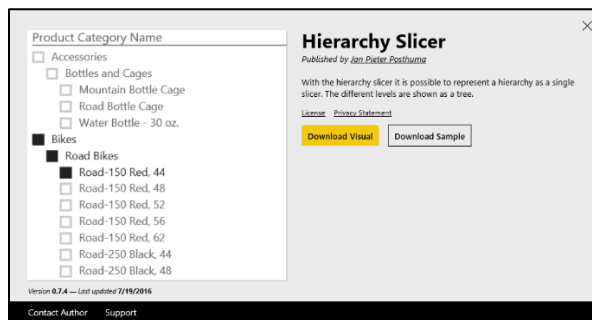 Product Category Name
Accessories
Bottles and Cages
Mountain Bottle Cage
Road Bottle Cage
Water Bottle - 30 oz.
Bikes
Road Bikes
Road-150 Red, 44
Road-150 Red, 48
Road-150 Red, 52
Road-150 Red, 56
Road-150 Red, 62
Road-250 Black, 44
Road-250 Black, 48
Version 0.7.4 — Last updated 7/19/2016
Hierarchy Slicer
Published by Jan Pieter Posthuma
With the hierarchy slicer it is possible to represent a hierarchy as a single
slicer. The different levels are shown as a tree.
License Privacy Statement
Download Visual Download Sample
Contact Author Support